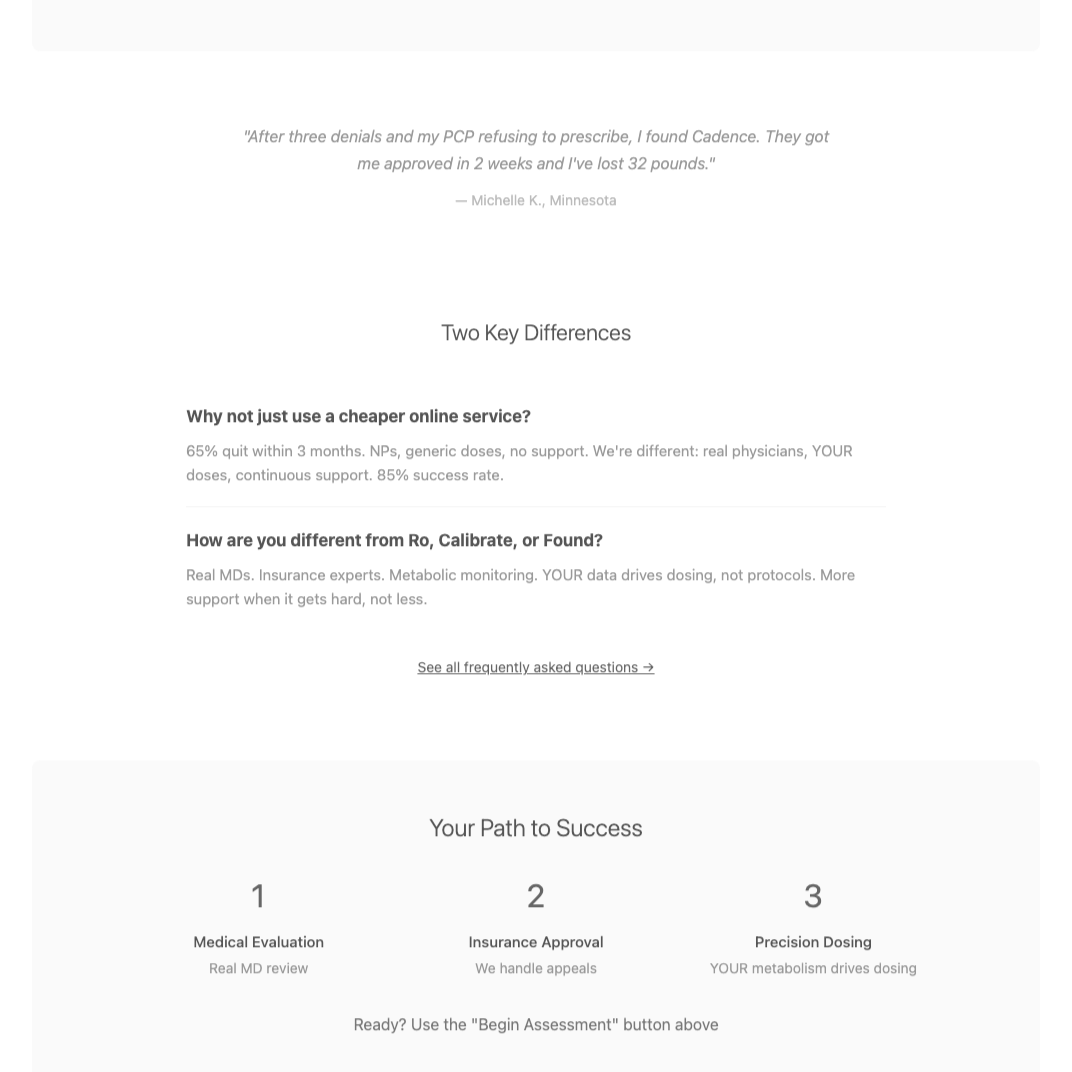 "After three denials and my PCP refusing to prescribe, I found Cadence. They got
me approved in 2 weeks and I've lost 32 pounds."
— Michelle K., Minnesota
Two Key Differences
Why not just use a cheaper online service?
65% quit within 3 months. NPs, generic doses, no support. We're different: real physicians, YOUR
doses, continuous support. 85% success rate.
How are you different from Ro, Calibrate, or Found?
Real MDs. Insurance experts. Metabolic monitoring. YOUR data drives dosing, not protocols. More
support when it gets hard, not less.
See all frequently asked questions →
Your Path to Success
1
2
3
Medical Evaluation
Insurance Approval
Precision Dosing
Real MD review
We handle appeals
YOUR metabolism drives dosing
Ready? Use the "Begin Assessment" button above